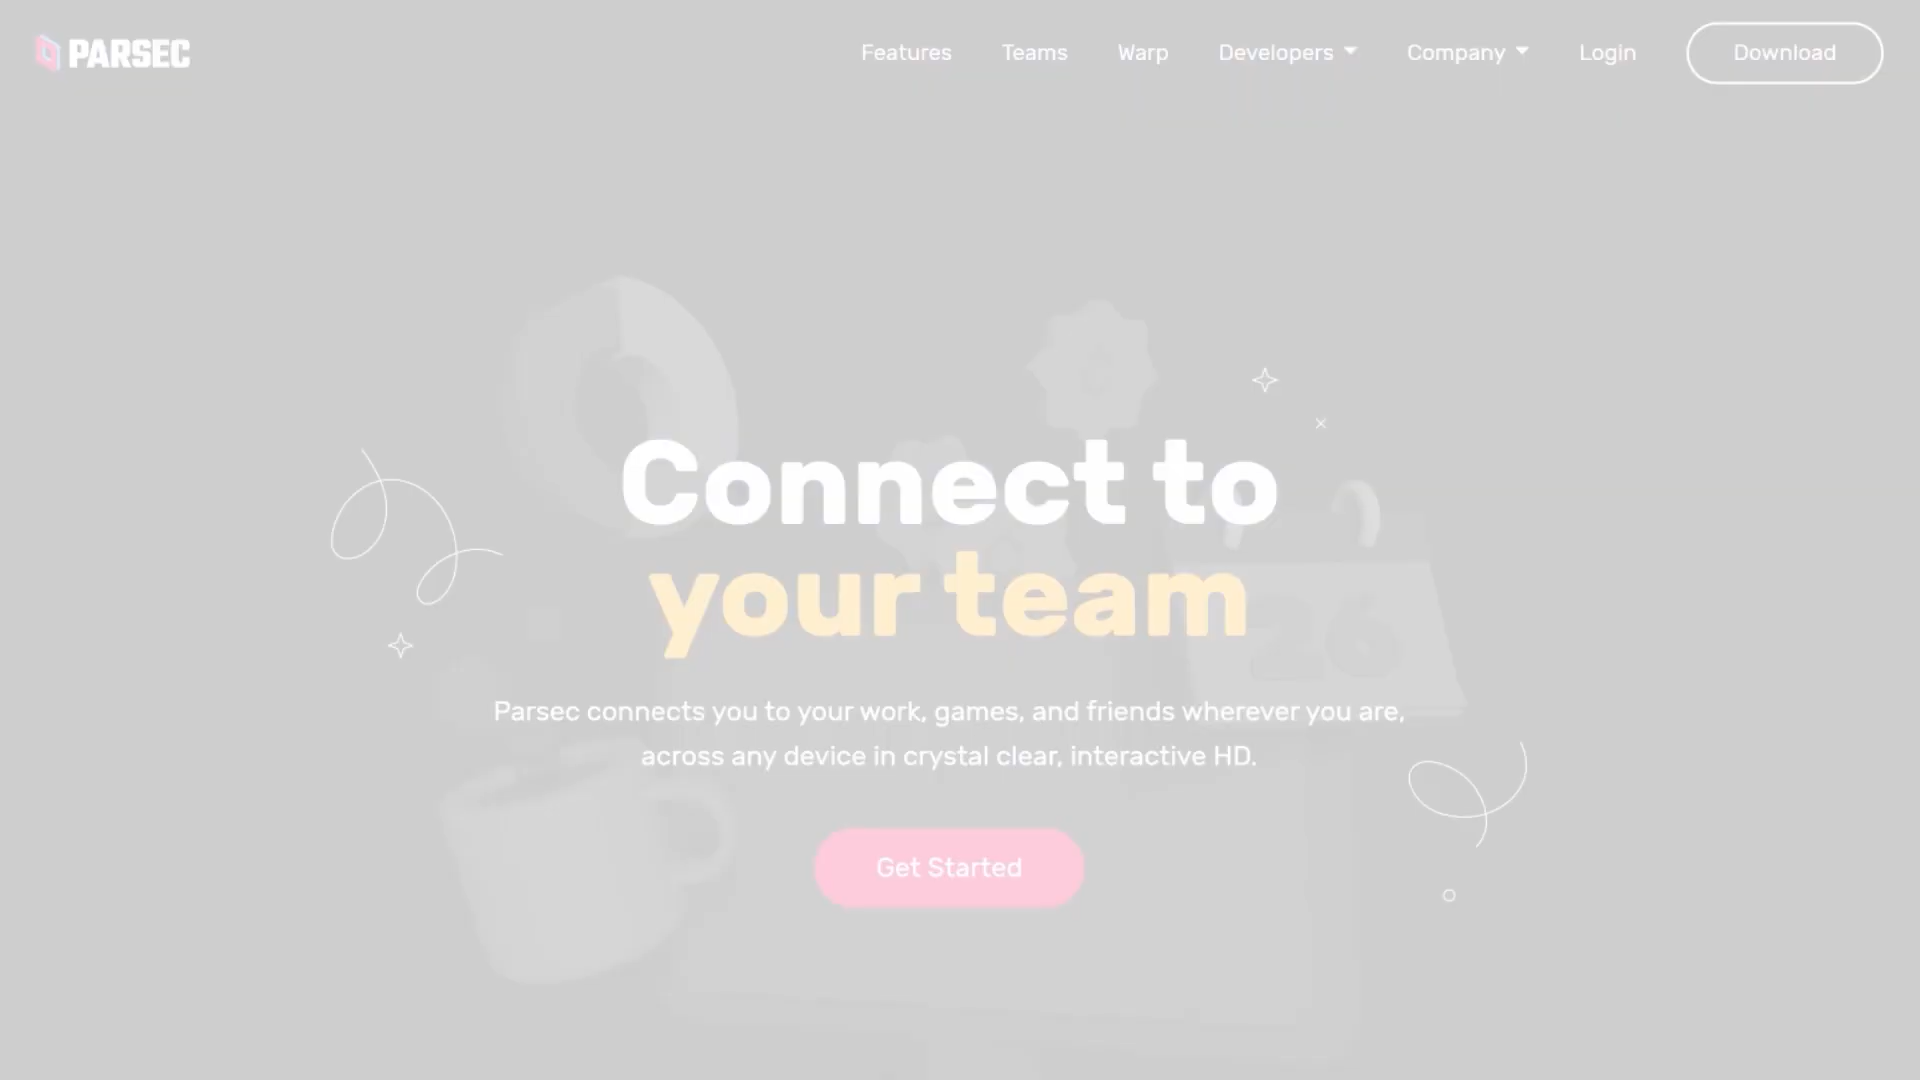 PARSEC
Features Teams Warp Developers Company Login Download
Connect to
your team
26
Parsec connects you to your work, games, and friends wherever you are,
across any device in crystal clear, interactive HD.
Get Started